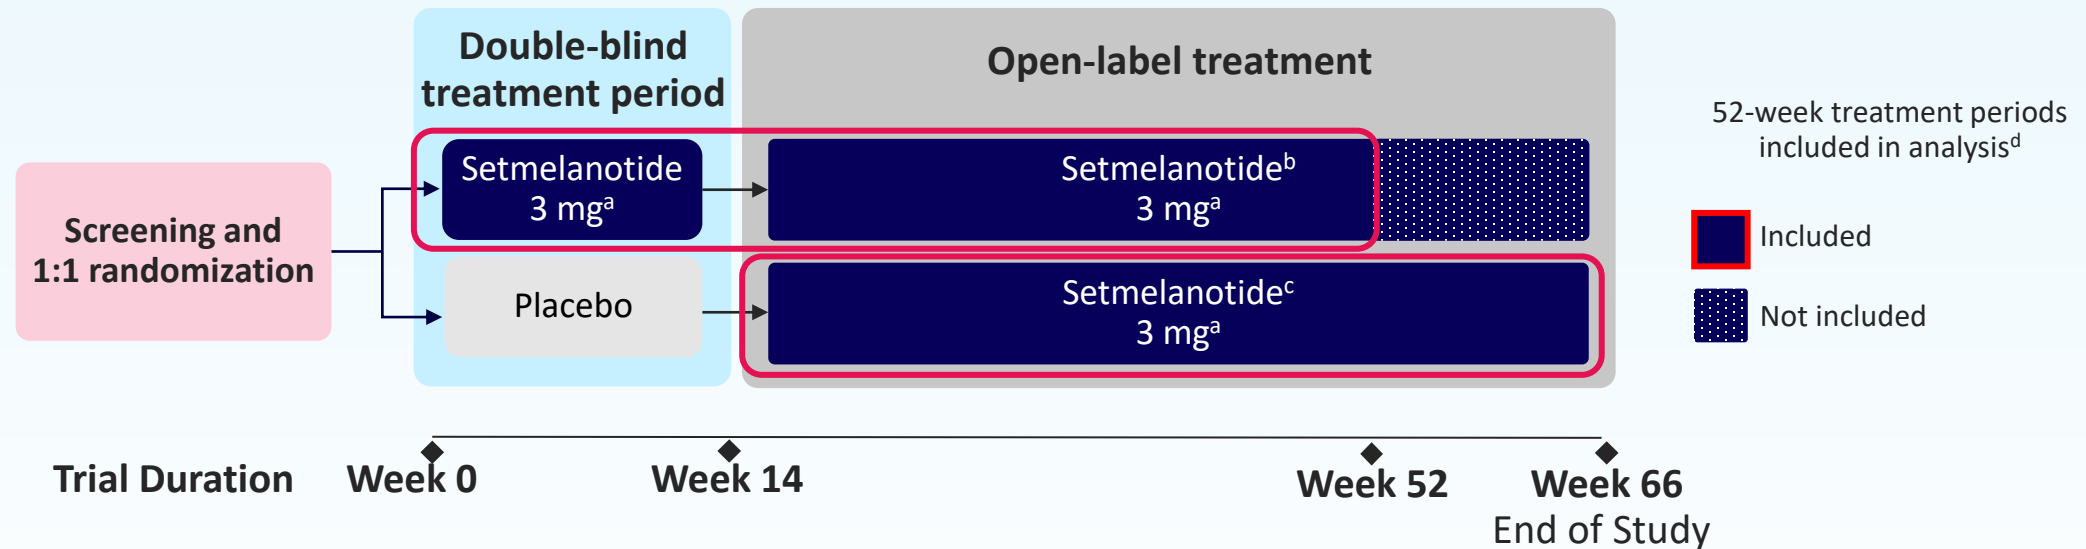 Double-blind
treatment period
Open-label treatment
52-week treatment periods
included in analysisᵈ
Screening and
1:1 randomization
Setmelanotide
3 mgᵃ
Setmelanotideᵇ
3 mgᵃ
Included
Placebo
Setmelanotideᶜ
3 mgᵃ
Not included
Trial Duration
Week 0
Week 14
Week 52
Week 66
End of Study